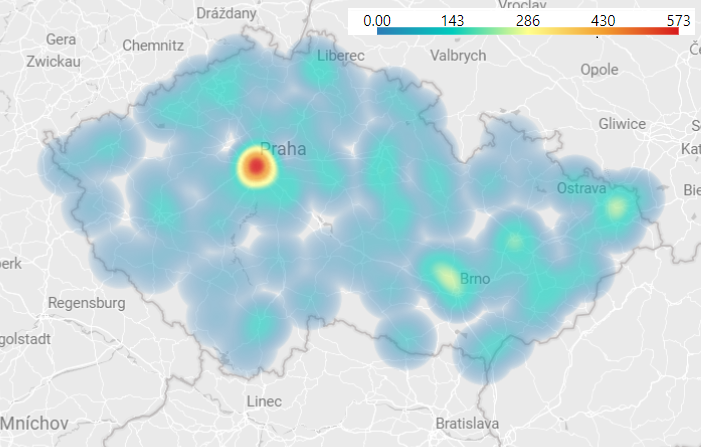 Vroclav
Drážďany
0.00 143 286 430 573
Gera
Chemnitz
Liberec
Valbrych
Zwickau
Opole
Gliwice
Praha
Ostrava
Brno
Regensburg
Linec
Mníchov
Bratislava